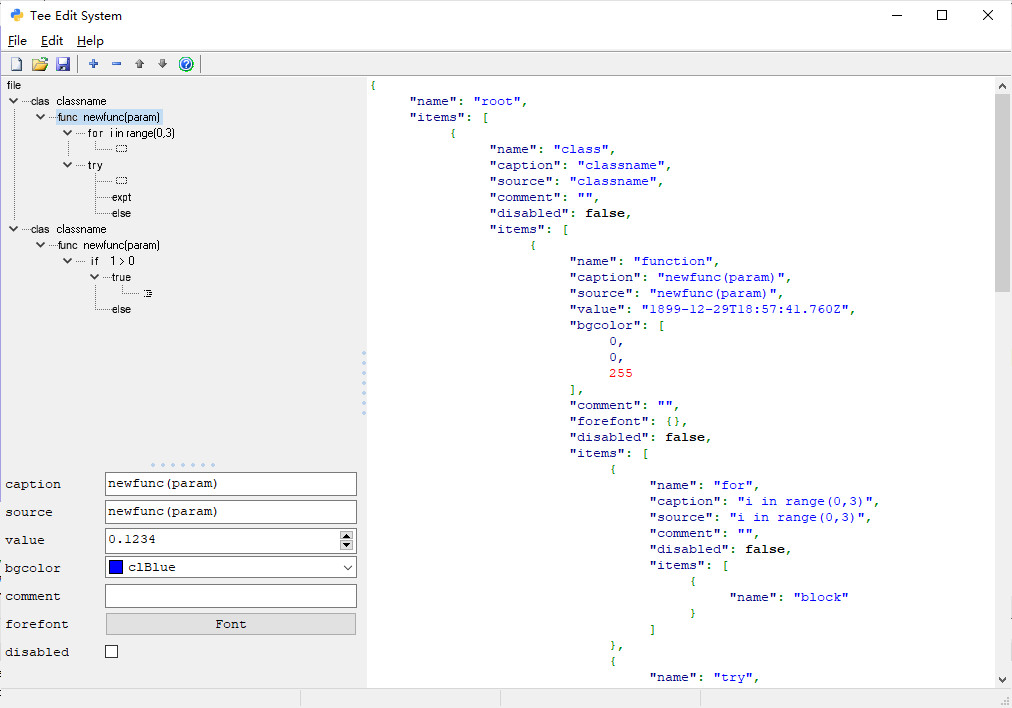 Tee Edit System
File Edit Help
file
clas classname
func newfunc(param)
for i in range(0,3)
try
expt
else
clas classname
func newfunc(param)
if 1 > 0
true
else
caption newfunc(param)
source newfunc(param)
value 0.1234
bgcolor clBlue
comment
forefont Font
disabled
{
"name": "root",
"items": [
{
"name": "class",
"caption": "classname",
"source": "classname",
"comment": "",
"disabled": false,
"items": [
{
"name": "function",
"caption": "newfunc(param)",
"source": "newfunc(param)",
"value": "1899-12-29T18:57:41.760Z",
"bgcolor": [
0,
0,
255
],
"comment": "",
"forefont": {},
"disabled": false,
"items": [
{
"name": "for",
"caption": "i in range(0,3)",
"source": "i in range(0,3)",
"comment": "",
"disabled": false,
"items": [
{
"name": "block"
}
]
},
{
"name": "try",